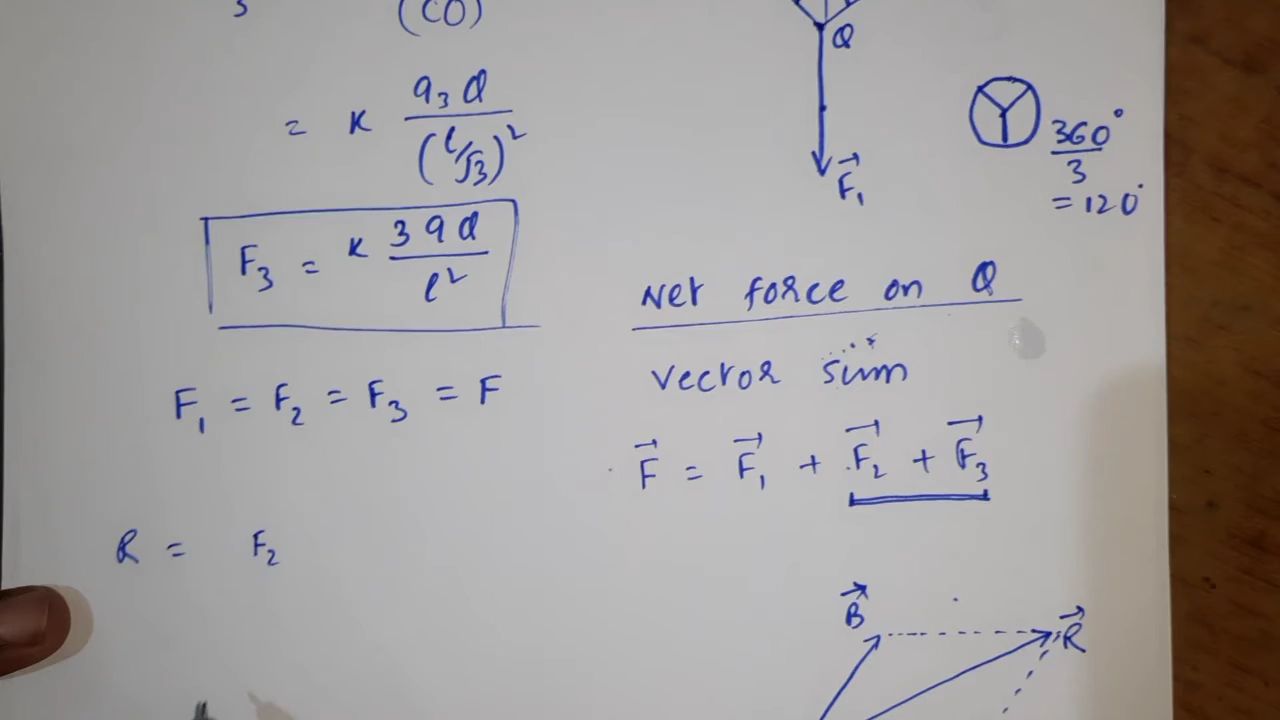 3 (CO)
= K q₃ Q / (l/√3)²
F₃ = K 3 q Q / l²
F₁ = F₂ = F₃ = F
R = F₂
Q
F⃗₁
360° / 3
= 120°
Net force on Q
vector sum
F⃗ = F⃗₁ + F⃗₂ + F⃗₃
B⃗
R⃗